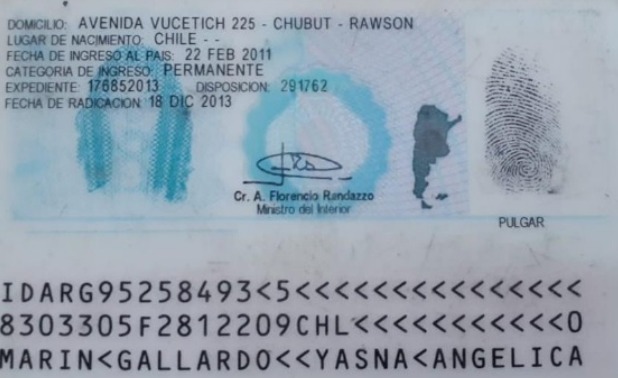 DOMICILIO: AVENIDA VUCETICH 225 - CHUBUT - RAWSON
LUGAR DE NACIMIENTO: CHILE - -
FECHA DE INGRESO AL PAIS: 22 FEB 2011
CATEGORIA DE INGRESO: PERMANENTE
EXPEDIENTE: 176852013 DISPOSICION: 291762
FECHA DE RADICACION: 18 DIC 2013
Cr. A. Florencio Randazzo
Ministro del Interior
PULGAR
IDARG95258493<5<<<<<<<<<<<<<<<
8303305F2812209CHL<<<<<<<<<<<0
MARIN<GALLARDO<<YASNA<ANGELICA